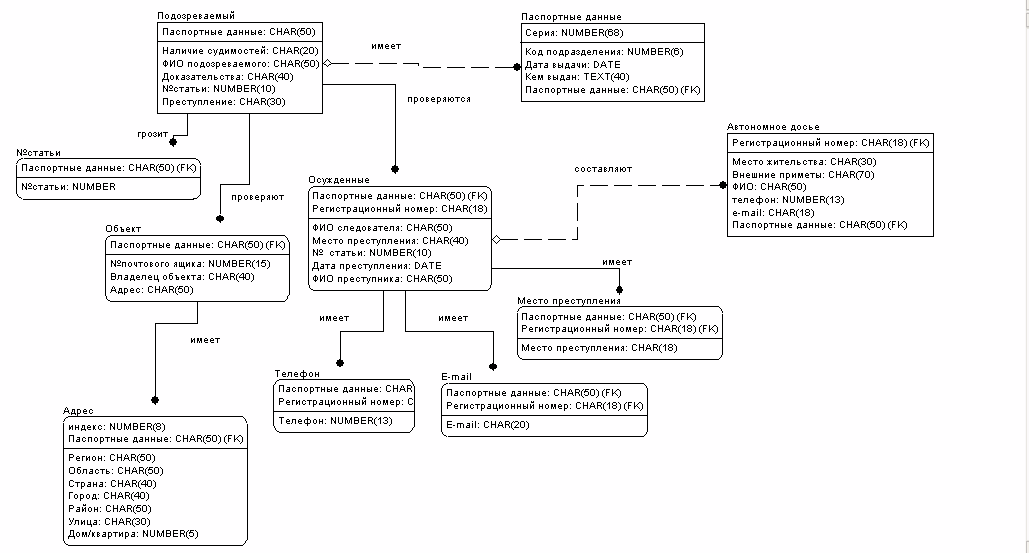 Подозреваемый
Паспортные данные: CHAR(50)
Наличие судимостей: CHAR(20)
ФИО подозреваемого: CHAR(50)
Доказательства: CHAR(40)
№статьи: NUMBER(10)
Преступление: CHAR(30)
имеет
Паспортные данные
Серия: NUMBER(68)
Код подразделения: NUMBER(6)
Дата выдачи: DATE
Кем выдан: TEXT(40)
Паспортные данные: CHAR(50) (FK)
проверяются
грозит
№статьи
Паспортные данные: CHAR(50) (FK)
№статьи: NUMBER
проверяют
Автономное досье
Регистрационный номер: CHAR(18) (FK)
Место жительства: CHAR(30)
Внешние приметы: CHAR(70)
ФИО: CHAR(50)
телефон: NUMBER(13)
e-mail: CHAR(18)
Паспортные данные: CHAR(50) (FK)
составляют
Осужденные
Паспортные данные: CHAR(50) (FK)
Регистрационный номер: CHAR(18)
ФИО следователя: CHAR(50)
Место преступления: CHAR(40)
№ статьи: NUMBER(10)
Дата преступления: DATE
ФИО преступника: CHAR(50)
Объект
Паспортные данные: CHAR(50) (FK)
№почтового ящика: NUMBER(15)
Владелец объекта: CHAR(40)
Адрес: CHAR(50)
имеет
Место преступления
Паспортные данные: CHAR(50) (FK)
Регистрационный номер: CHAR(18) (FK)
Место преступления: CHAR(18)
имеет
имеет
имеет
Телефон
Паспортные данные: CHAR
Регистрационный номер: C
Телефон: NUMBER(13)
E-mail
Паспортные данные: CHAR(50) (FK)
Регистрационный номер: CHAR(18) (FK)
E-mail: CHAR(20)
Адрес
индекс: NUMBER(8)
Паспортные данные: CHAR(50) (FK)
Регион: CHAR(50)
Область: CHAR(50)
Страна: CHAR(40)
Город: CHAR(40)
Район: CHAR(50)
Улица: CHAR(30)
Дом/квартира: NUMBER(5)